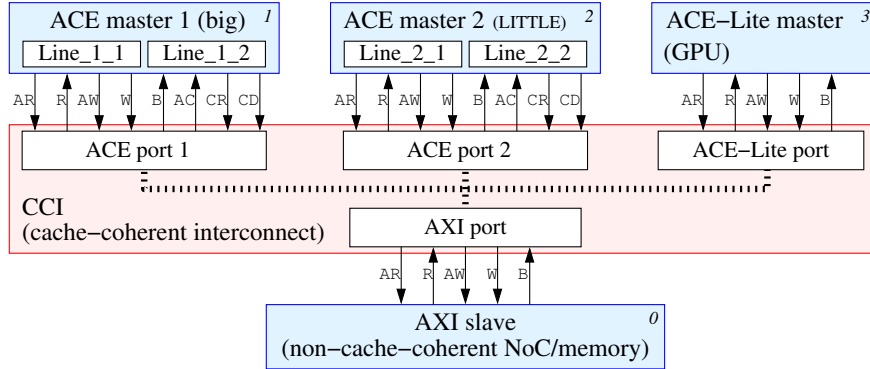 ACE master 1 (big) 1
Line_1_1 Line_1_2
ACE master 2 (LITTLE) 2
Line_2_1 Line_2_2
ACE−Lite master 3
(GPU)
AR R AW W B AC CR CD
AR R AW W B AC CR CD
AR R AW W B
ACE port 1
ACE port 2
ACE−Lite port
CCI
(cache−coherent interconnect)
AXI port
AR R AW W B
AXI slave 0
(non−cache−coherent NoC/memory)